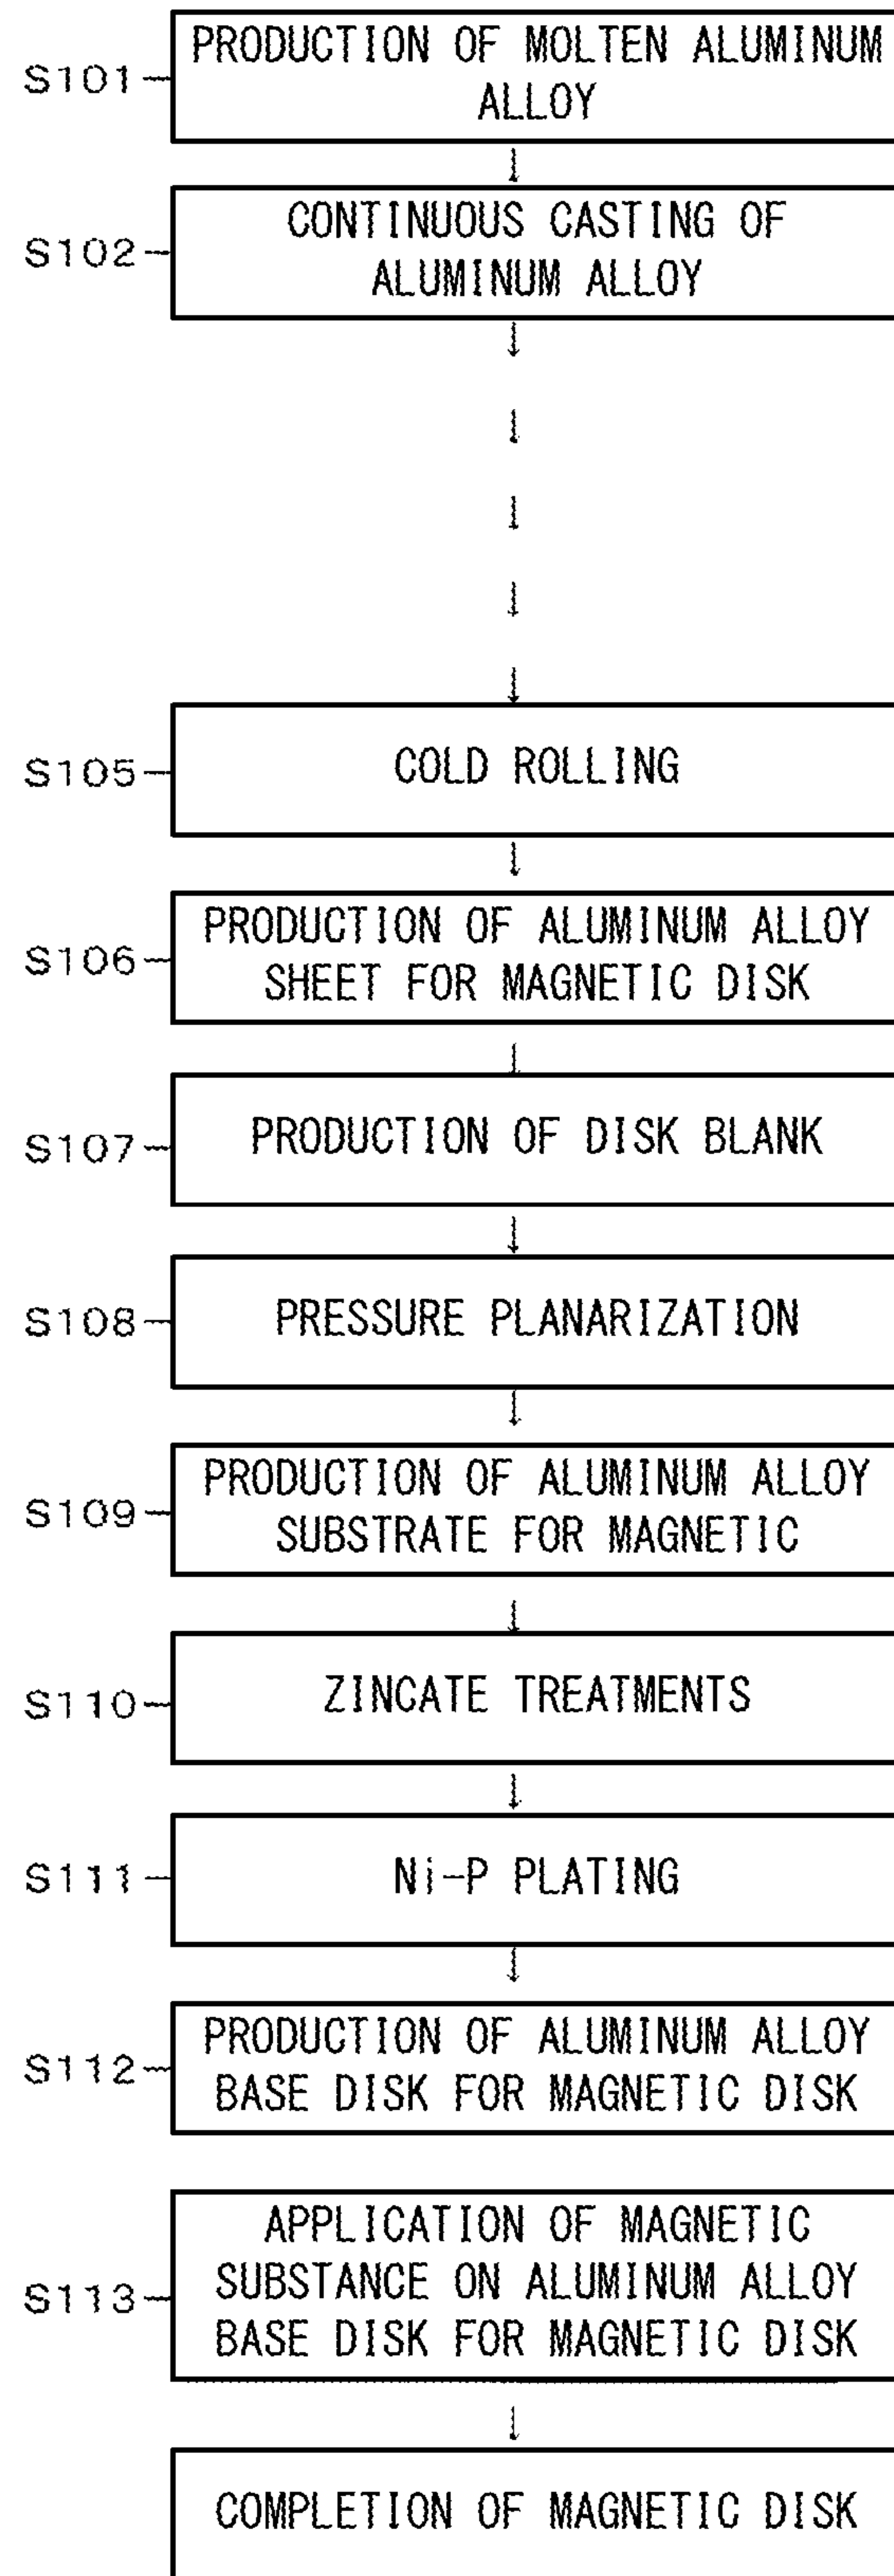 PRODUCTION OF MOLTEN ALUMINUM
S101
ALLOY
CONTINUOUS CASTING OF
S102
ALUMINUM ALLOY
S105
COLD ROLLING
PRODUCTION OF ALUMINUM ALLOY
S106
SHEET FOR MAGNETIC DISK
S107
PRODUCTION OF DISK BLANK
S108
PRESSURE PLANARIZATION
PRODUCTION OF ALUMINUM ALLOY
S109
SUBSTRATE FOR MAGNETIC
S110
ZINCATE TREATMENTS
S111
Ni-P PLATING
PRODUCTION OF ALUMINUM ALLOY
S112
BASE DISK FOR MAGNETIC DISK
APPLICATION OF MAGNETIC
S113
SUBSTANCE ON ALUMINUM ALLOY
BASE DISK FOR MAGNETIC DISK
COMPLETION OF MAGNETIC DISK